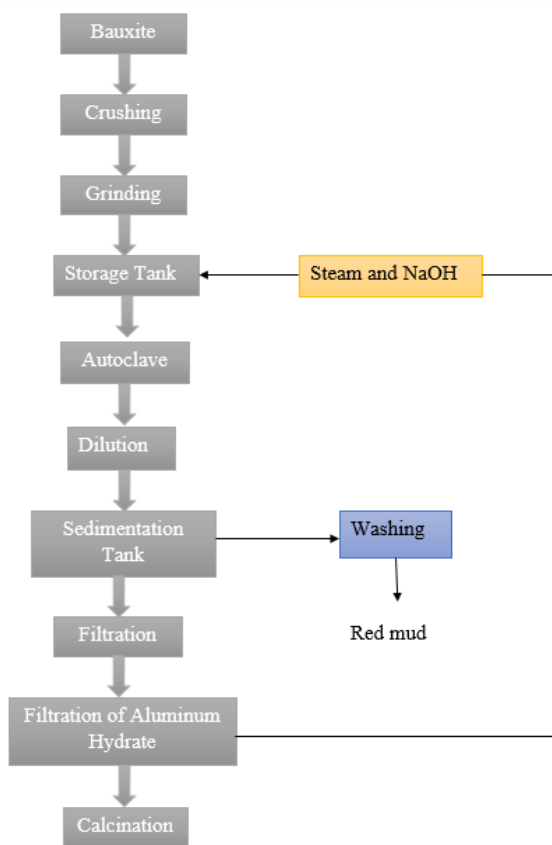 Bauxite
Crushing
Grinding
Storage Tank
Steam and NaOH
Autoclave
Dilution
Sedimentation
Tank
Washing
Filtration
Red mud
Filtration of Aluminum
Hydrate
Calcination